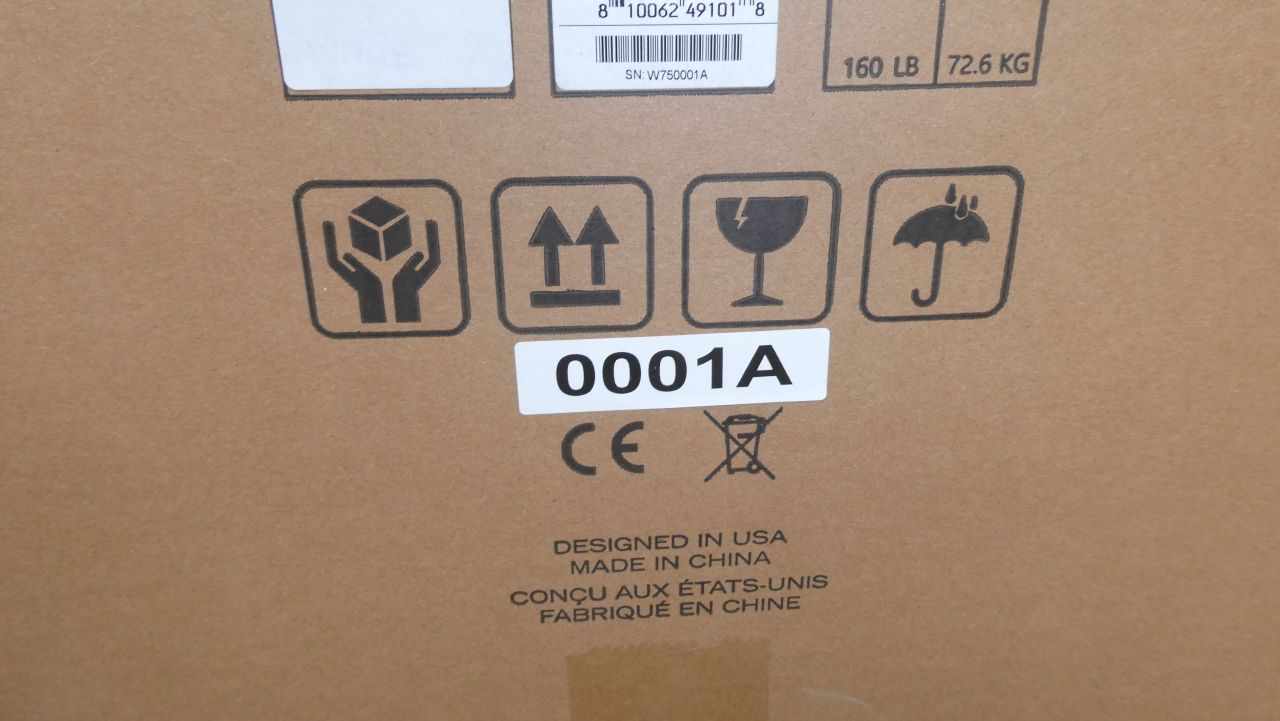 8 10062 49101 8
SN: W750001A
160 LB 72.6 KG
0001A
CE
DESIGNED IN USA
MADE IN CHINA
CONÇU AUX ÉTATS-UNIS
FABRIQUÉ EN CHINE